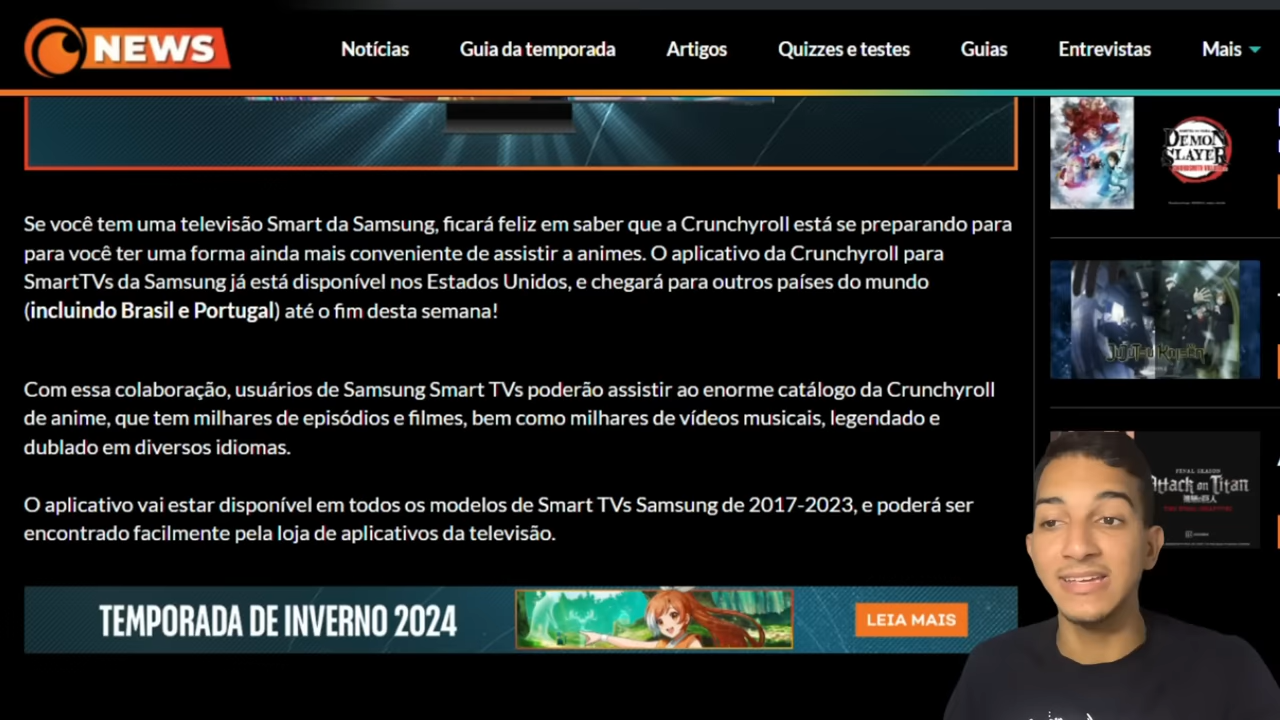 NEWS
Notícias
Guia da temporada
Artigos
Quizzes e testes
Guias
Entrevistas
Mais
DEMON
SLAYER
Se você tem uma televisão Smart da Samsung, ficará feliz em saber que a Crunchyroll está se preparando para
para você ter uma forma ainda mais conveniente de assistir a animes. O aplicativo da Crunchyroll para
SmartTVs da Samsung já está disponível nos Estados Unidos, e chegará para outros países do mundo
(incluindo Brasil e Portugal) até o fim desta semana!
JUJUTSU KAISEN
Com essa colaboração, usuários de Samsung Smart TVs poderão assistir ao enorme catálogo da Crunchyroll
de anime, que tem milhares de episódios e filmes, bem como milhares de vídeos musicais, legendado e
dublado em diversos idiomas.
FINAL SEASON
Attack on Titan
O aplicativo vai estar disponível em todos os modelos de Smart TVs Samsung de 2017-2023, e poderá ser
encontrado facilmente pela loja de aplicativos da televisão.
TEMPORADA DE INVERNO 2024
LEIA MAIS